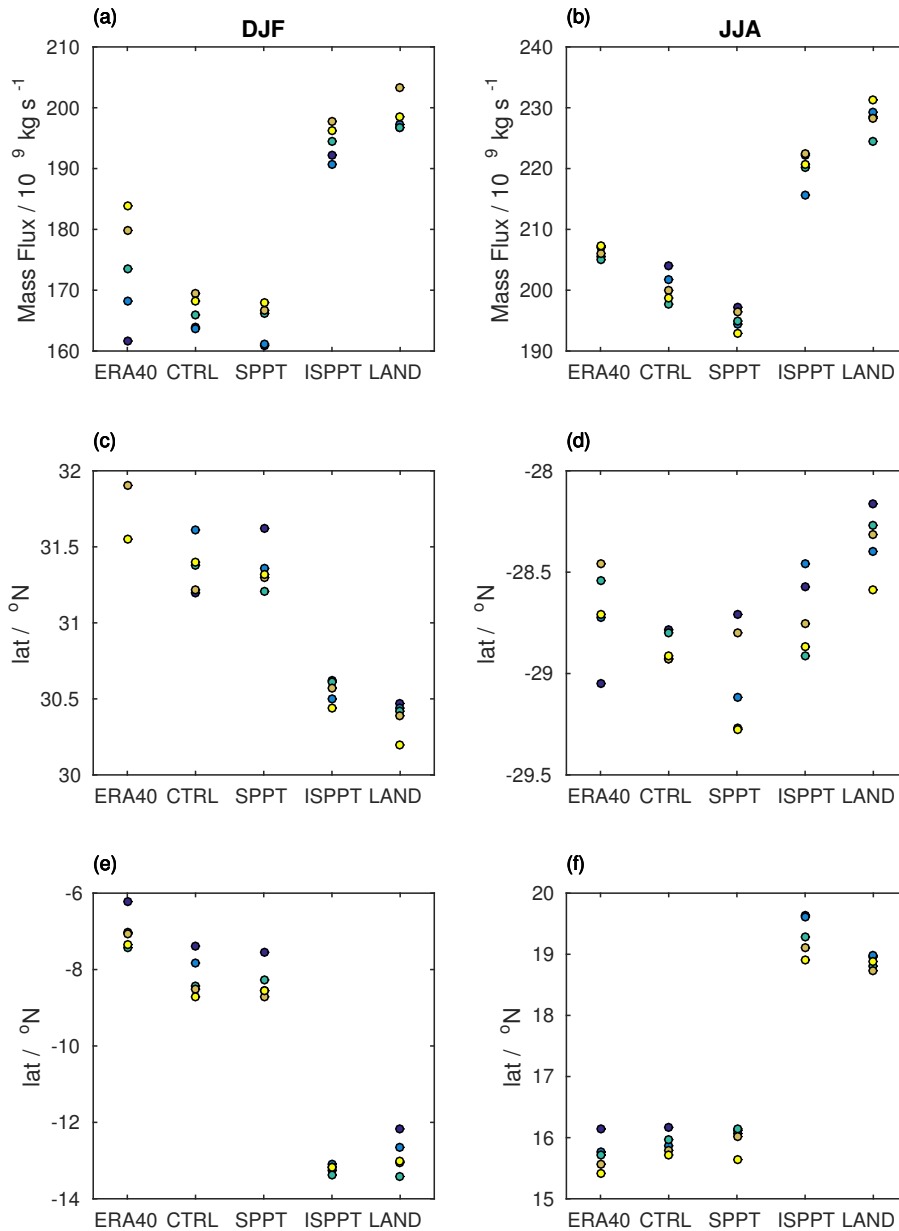 (a) DJF (b) JJA
210 240
200 230
190 220
180 210
170 200
160 190
Mass Flux / 10 9 kg s -1 Mass Flux / 10 9 kg s -1
ERA40 CTRL SPPT ISPPT LAND ERA40 CTRL SPPT ISPPT LAND
(c) (d)
32 -28
31.5 -28.5
31 -29
30.5 -29.5
30
lat / oN lat / oN
ERA40 CTRL SPPT ISPPT LAND ERA40 CTRL SPPT ISPPT LAND
(e) (f)
-6 20
-8 19
-10 18
-12 17
-14 16
15
lat / oN lat / oN
ERA40 CTRL SPPT ISPPT LAND ERA40 CTRL SPPT ISPPT LAND